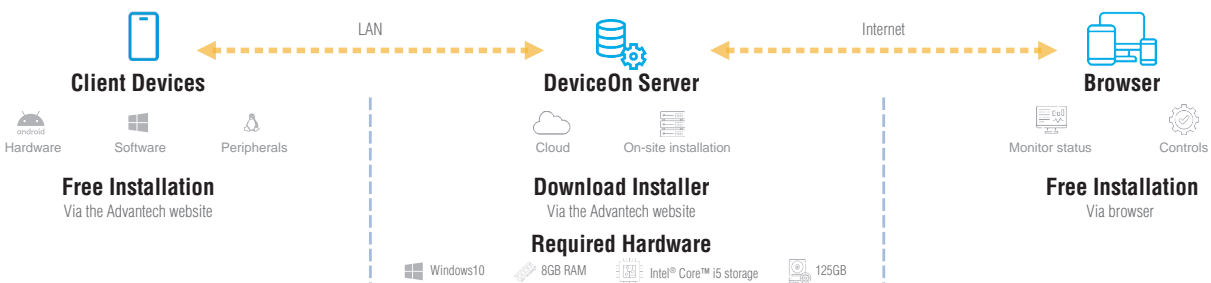 LAN
Internet
Client Devices
DeviceOn Server
Browser
android
Hardware
Software
Peripherals
Cloud
On-site installation
Monitor status
Controls
Free Installation
Via the Advantech website
Download Installer
Via the Advantech website
Free Installation
Via browser
Required Hardware
Windows10
8GB RAM
Intel® Core™ i5 storage
125GB